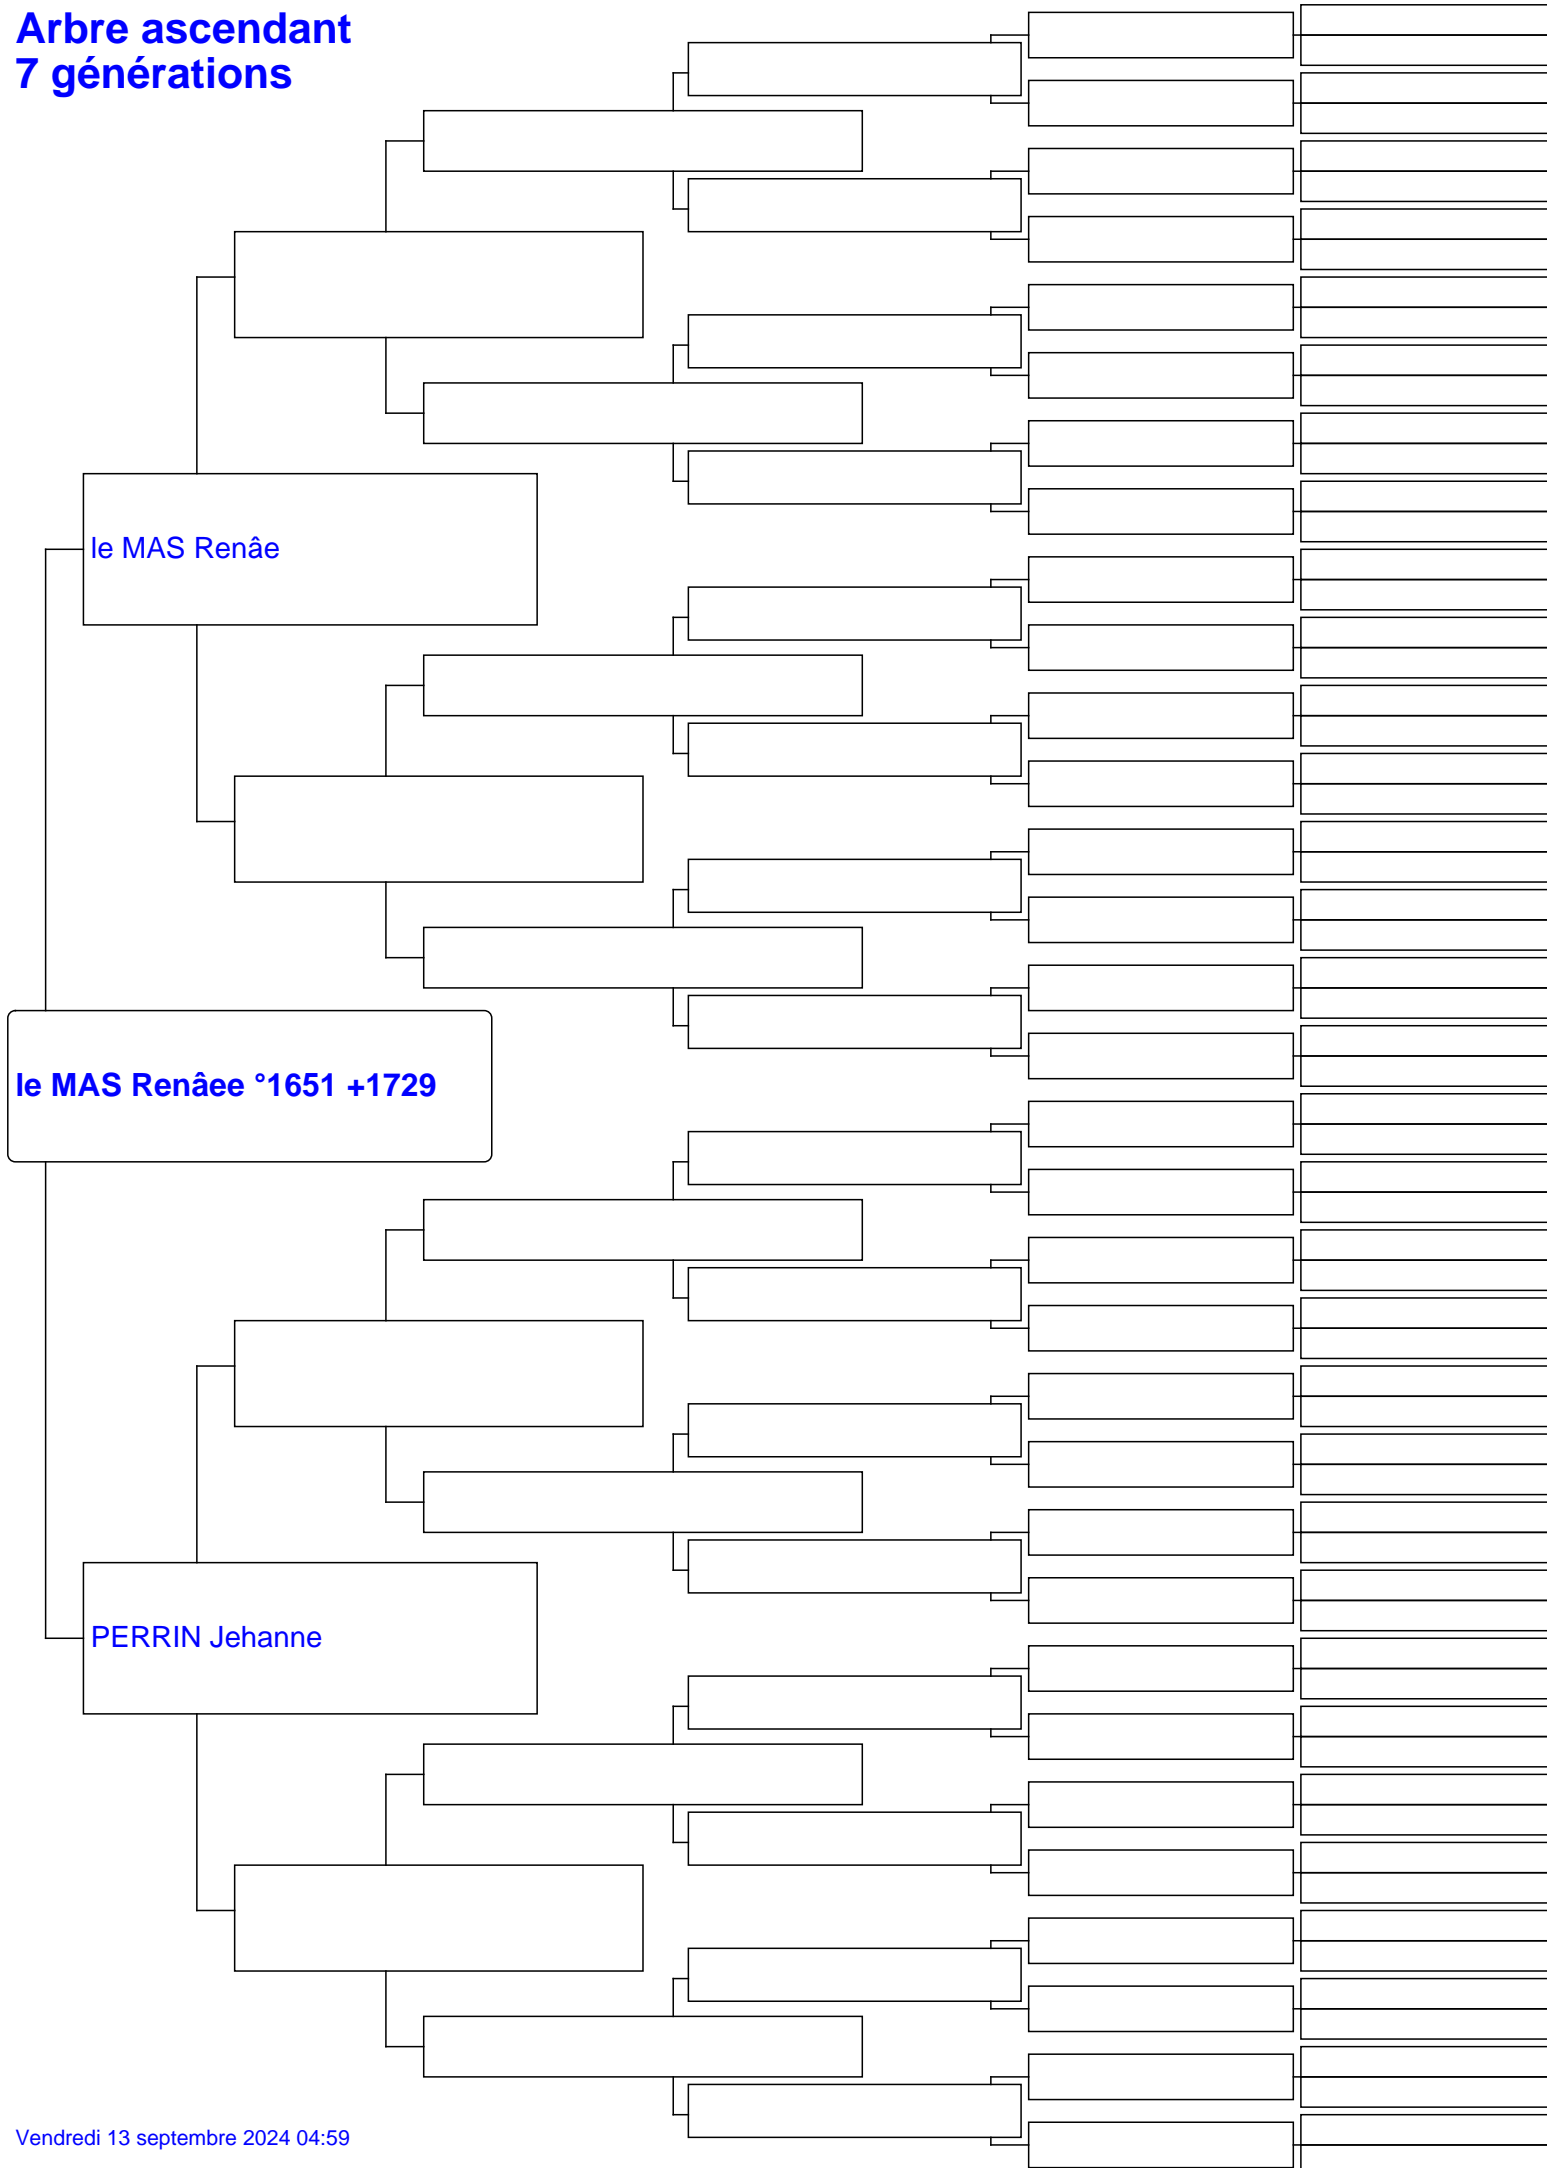 Arbre ascendant
7 générations
le MAS Renâe
le MAS Renâee °1651 +1729
PERRIN Jehanne
Vendredi 13 septembre 2024 04:59